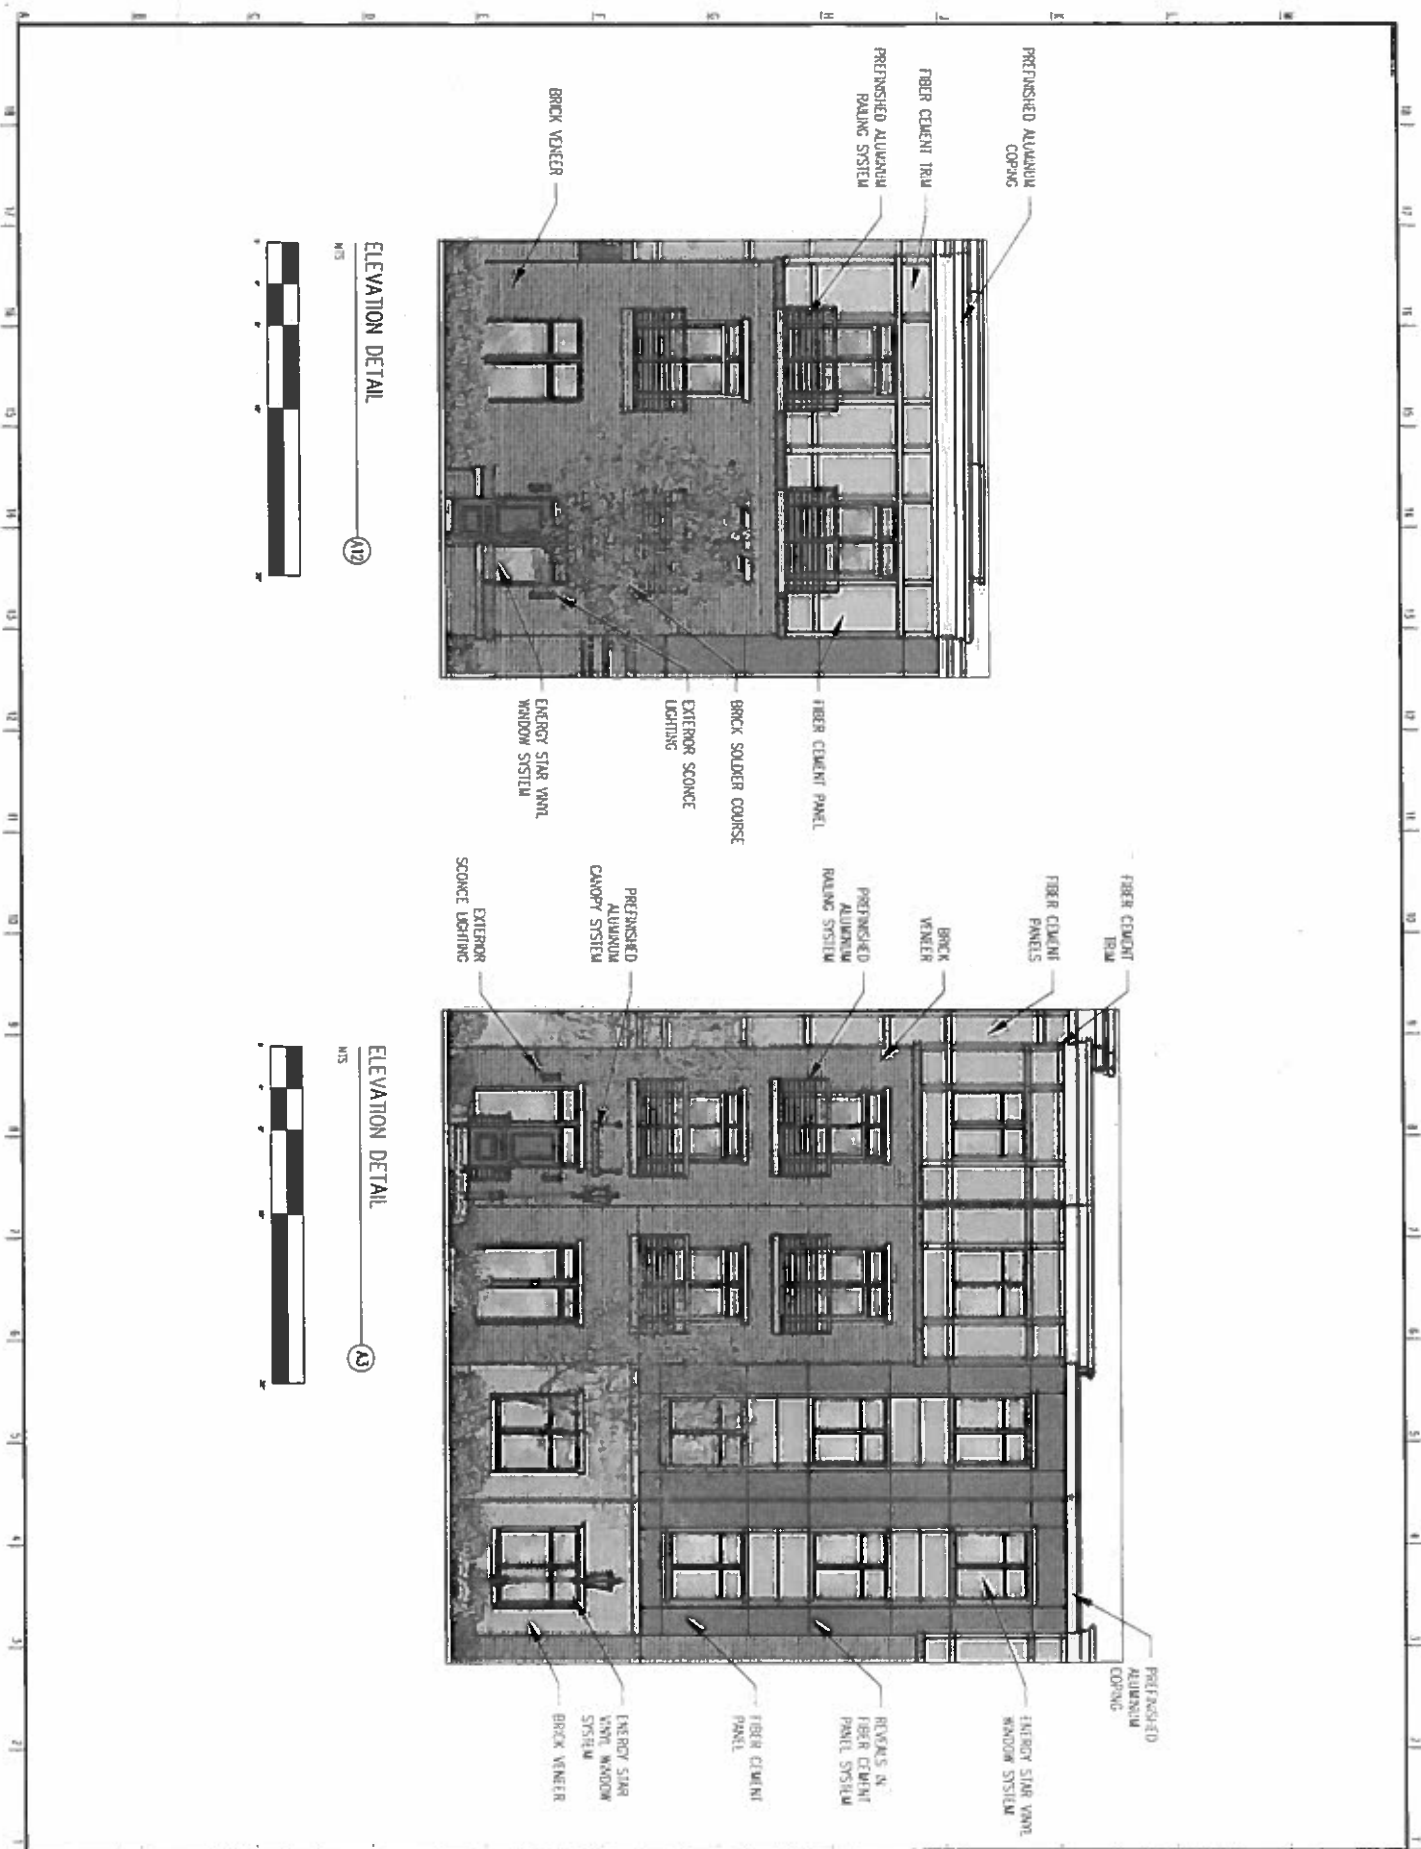 PREFINISHED ALUMINUM
COPING
FIBER CEMENT TRIM
PREFINISHED ALUMINUM
RAILING SYSTEM
BRICK VENEER
FIBER CEMENT PANEL
BRICK SOLDIER COURSE
EXTERIOR SCONCE
LIGHTING
ENERGY STAR VINYL
WINDOW SYSTEM
ELEVATION DETAIL
NTS
A12
FIBER CEMENT
TRIM
FIBER CEMENT
PANELS
BRICK
VENEER
PREFINISHED
ALUMINUM
RAILING SYSTEM
PREFINISHED
ALUMINUM
CANOPY SYSTEM
EXTERIOR
SCONCE LIGHTING
PREFINISHED
ALUMINUM
COPING
ENERGY STAR VINYL
WINDOW SYSTEM
REVEALS IN
FIBER CEMENT
PANEL SYSTEM
FIBER CEMENT
PANEL
ENERGY STAR
VINYL WINDOW
SYSTEM
BRICK VENEER
ELEVATION DETAIL
NTS
A3